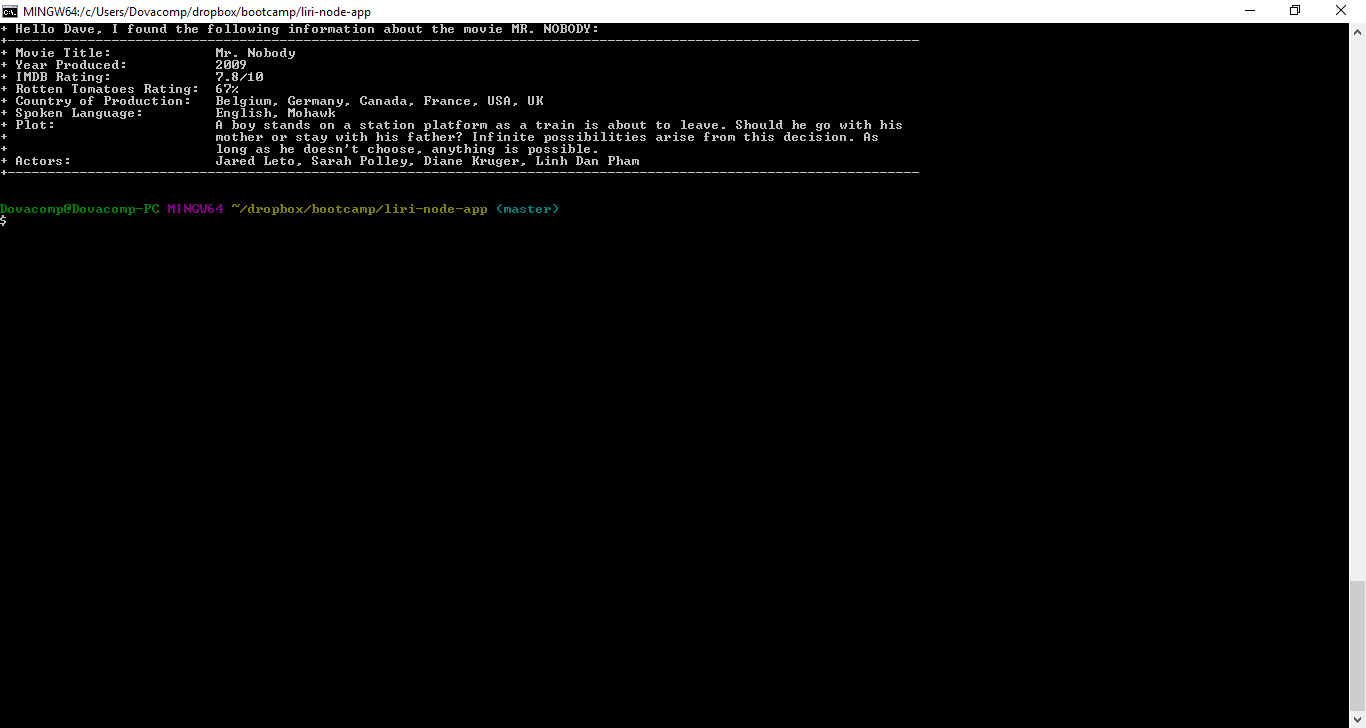 MINGW64:/c/Users/Dovacomp/dropbox/bootcamp/liri-node-app
+ Hello Dave, I found the following information about the movie MR. NOBODY:
+------------------------------------------------------------------------------------------------------------------
+ Movie Title:             Mr. Nobody
+ Year Produced:           2009
+ IMDB Rating:             7.8/10
+ Rotten Tomatoes Rating:  67%
+ Country of Production:   Belgium, Germany, Canada, France, USA, UK
+ Spoken Language:         English, Mohawk
+ Plot:                    A boy stands on a station platform as a train is about to leave. Should he go with his
+                          mother or stay with his father? Infinite possibilities arise from this decision. As
+                          long as he doesn't choose, anything is possible.
+ Actors:                  Jared Leto, Sarah Polley, Diane Kruger, Linh Dan Pham
+------------------------------------------------------------------------------------------------------------------
Dovacomp@Dovacomp-PC MINGW64 ~/dropbox/bootcamp/liri-node-app (master)
$